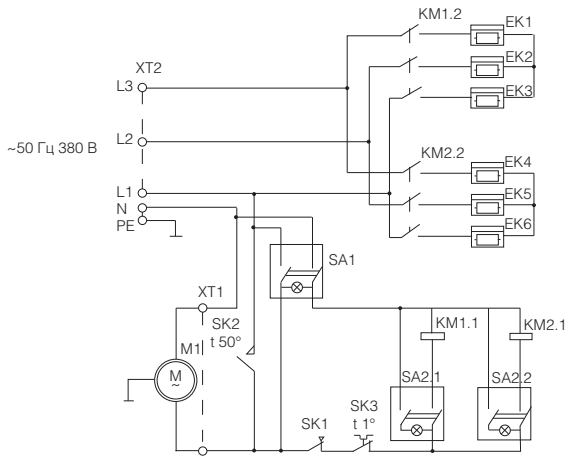 KM1.2
EK1
XT2
EK2
L3
EK3
L2
~50 Гц 380 В
KM2.2
EK4
L1
EK5
N
PE
EK6
SA1
XT1
SK2
t 50°
KM1.1
KM2.1
M1
M
~
SA2.1
SA2.2
SK1
SK3
t 1°